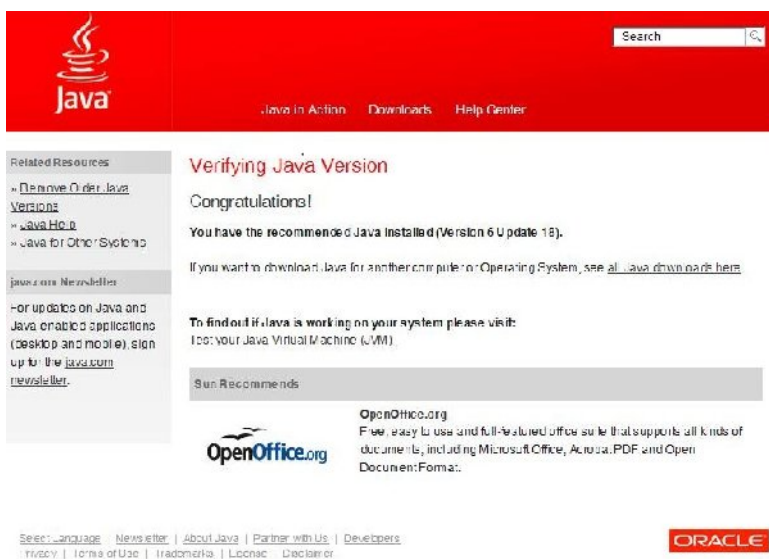 Search
Java
Java in Action Downloads Help Center
Related Resources
» Remove Older Java
Versions
» Java Help
» Java for Other Systems
java.com Newsletter
For updates on Java and
Java enabled applications
(desktop and mobile), sign
up for the java.com
newsletter.
Verifying Java Version
Congratulations!
You have the recommended Java installed (Version 6 Update 18).
If you want to download Java for another computer or Operating System, see all Java downloads here
To find out if Java is working on your system please visit:
Test your Java Virtual Machine (JVM)
Sun Recommends
OpenOffice.org
OpenOffice.org
Free, easy to use and full-featured office suite that supports all kinds of
documents, including Microsoft Office, Acrobat PDF and Open
Document Format.
Select Language | Newsletter | About Java | Partner with Us | Developers
Privacy | Terms of Use | Trademarks | License | Disclaimer
ORACLE